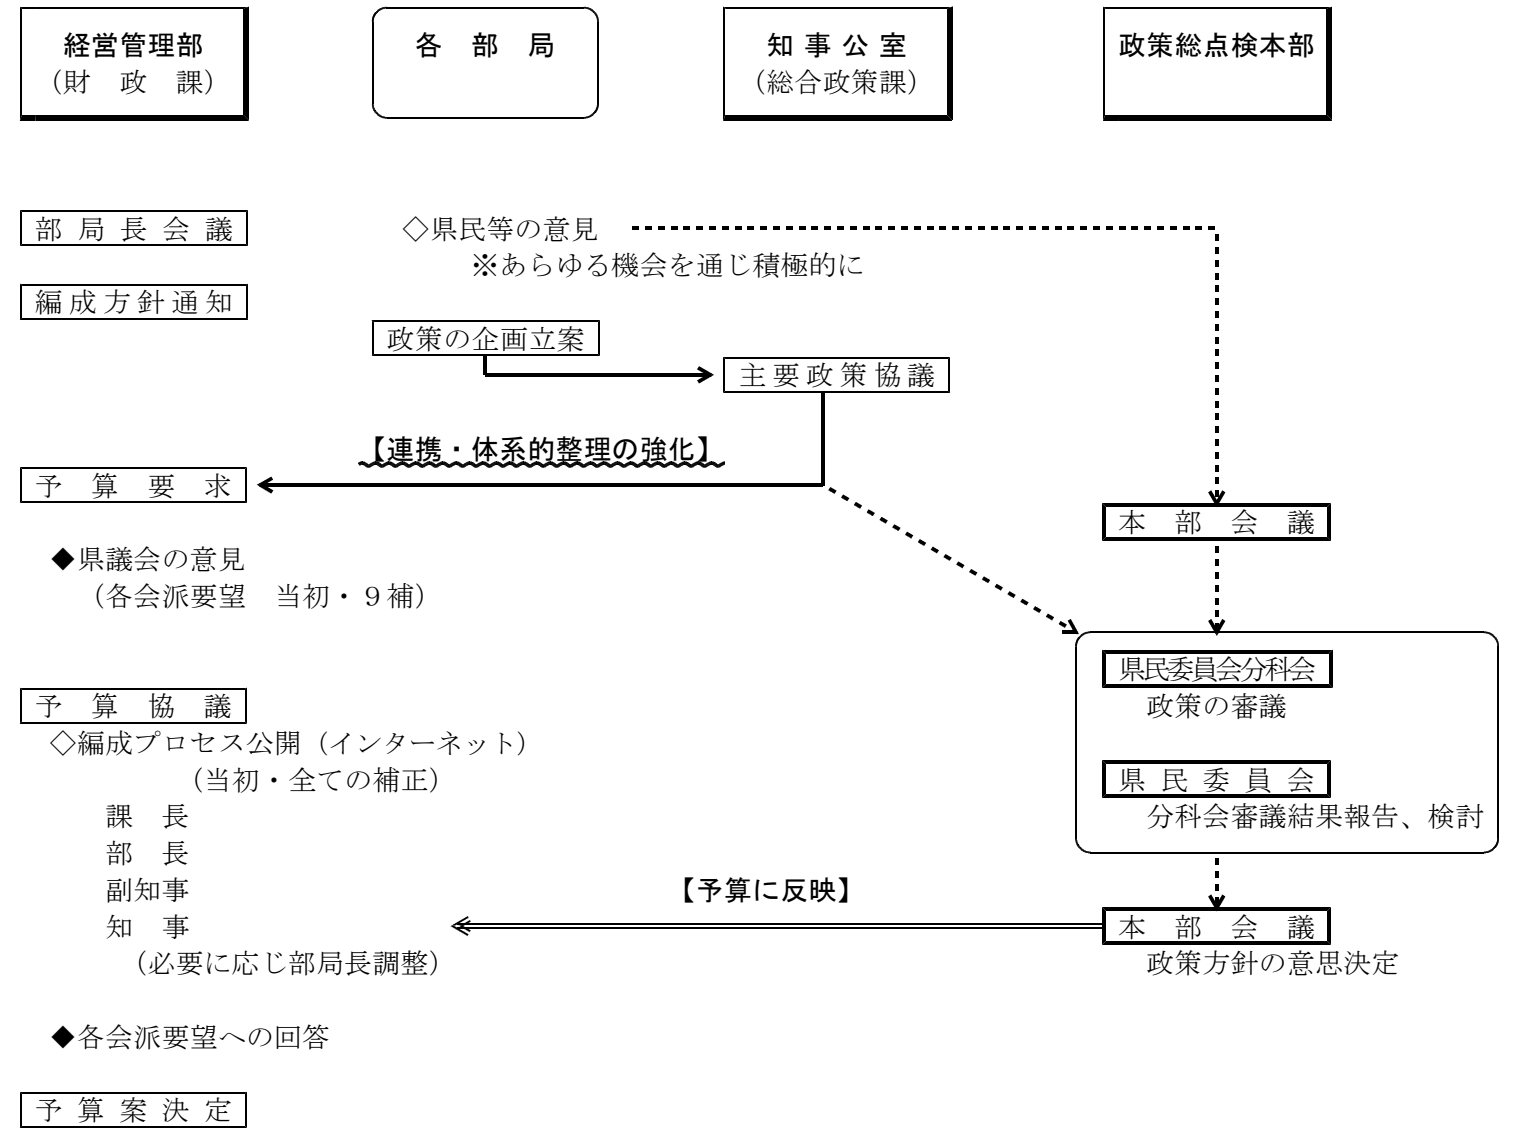 経営管理部
（財　政　課）
各　部　局
知 事 公 室
（総合政策課）
政策総点検本部
部 局 長 会 議
◇県民等の意見
※あらゆる機会を通じ積極的に
編成方針通知
政策の企画立案
主要政策協議
【連携・体系的整理の強化】
予　算　要　求
本　部　会　議
◆県議会の意見
（各会派要望　当初・９補）
県民委員会分科会
政策の審議
予　算　協　議
◇編成プロセス公開（インターネット）
（当初・全ての補正）
県 民 委 員 会
分科会審議結果報告、検討
課　長
部　長
副知事
知　事
（必要に応じ部局長調整）
【予算に反映】
本　部　会　議
政策方針の意思決定
◆各会派要望への回答
予 算 案 決 定